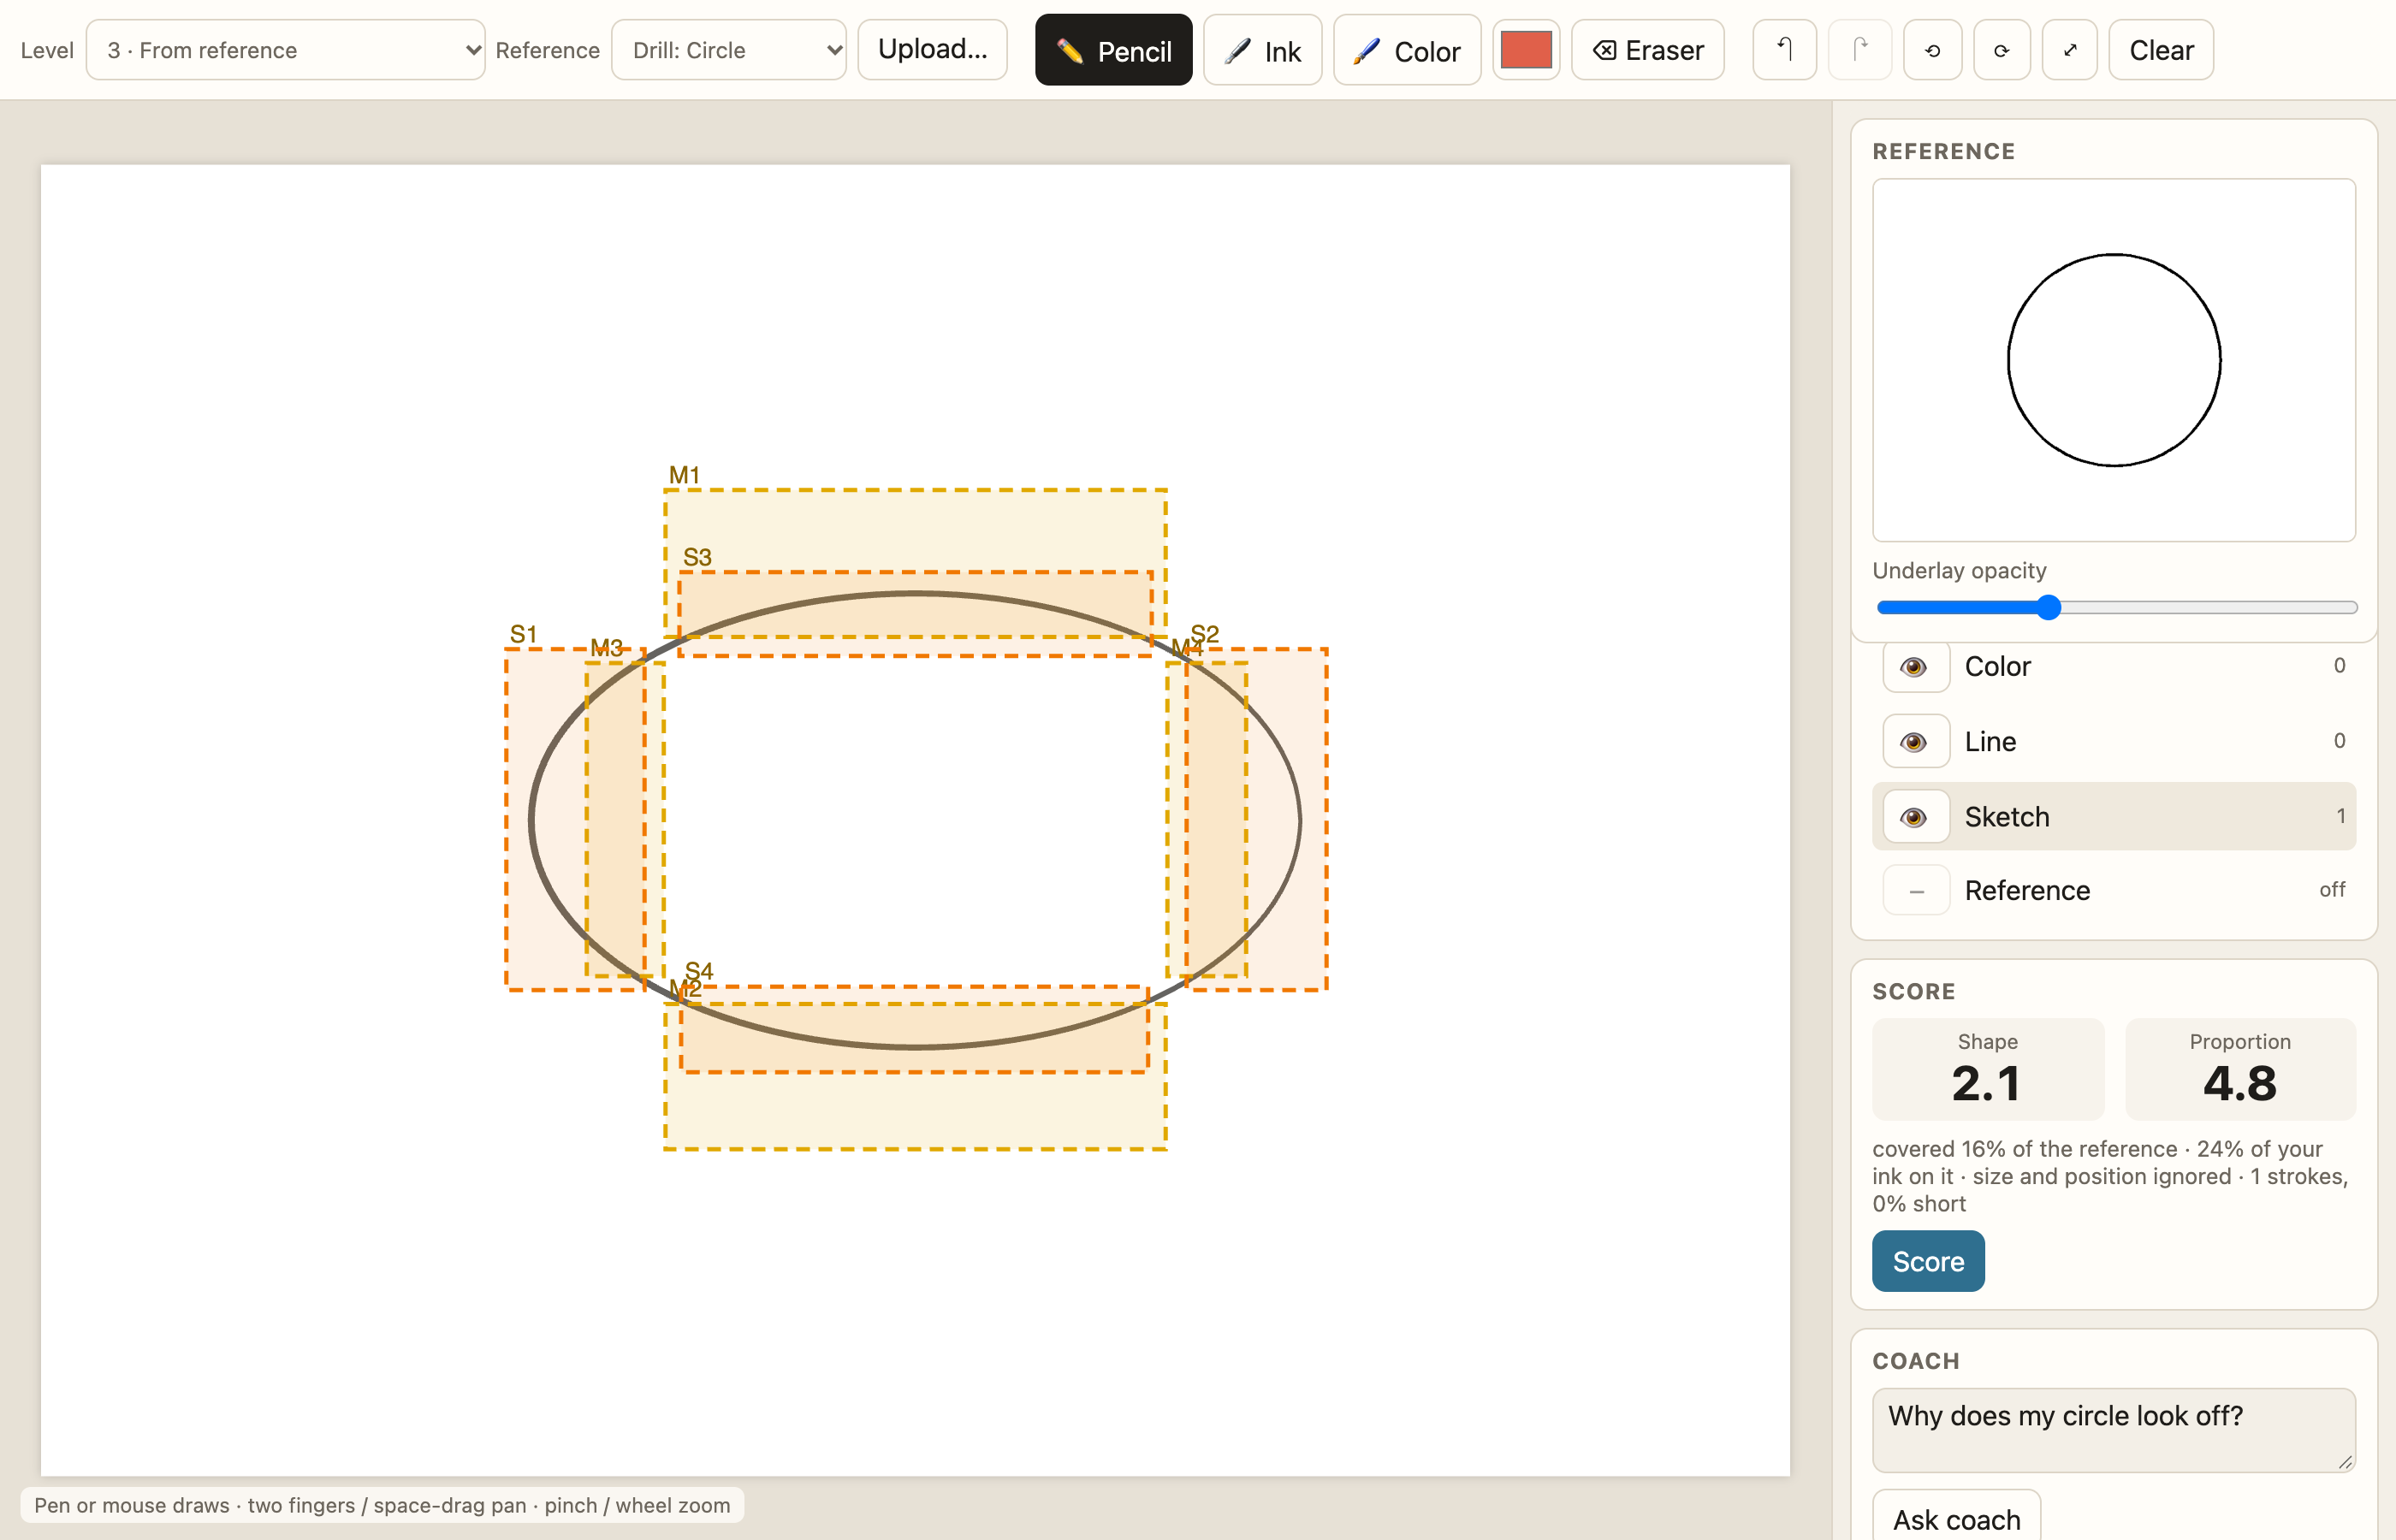 Level
3 · From reference
Reference
Drill: Circle
Upload...
Pencil
Ink
Color
Eraser
Clear
REFERENCE
Underlay opacity
Color
0
Line
0
Sketch
1
Reference
off
M1
S3
S1
M3
M4
S2
S4
M2
SCORE
Shape
Proportion
2.1
4.8
covered 16% of the reference · 24% of your
ink on it · size and position ignored · 1 strokes,
0% short
Score
COACH
Why does my circle look off?
Ask coach
Pen or mouse draws · two fingers / space-drag pan · pinch / wheel zoom